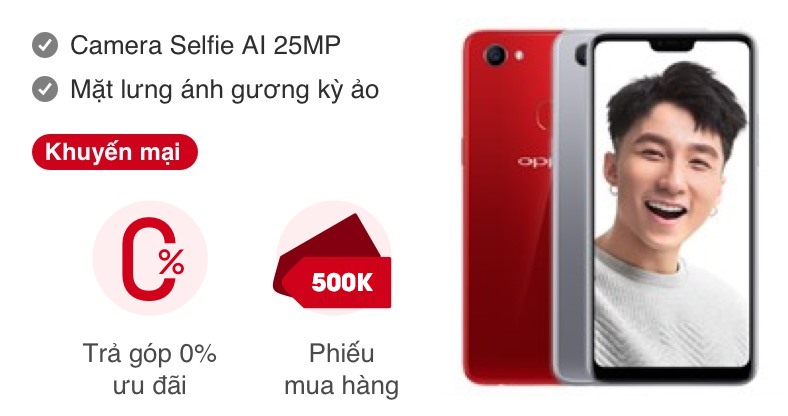 Camera Selfie AI 25MP
Mặt lưng ánh gương kỳ ảo
Khuyến mại
0%
500K
Trả góp 0%
ưu đãi
Phiếu
mua hàng